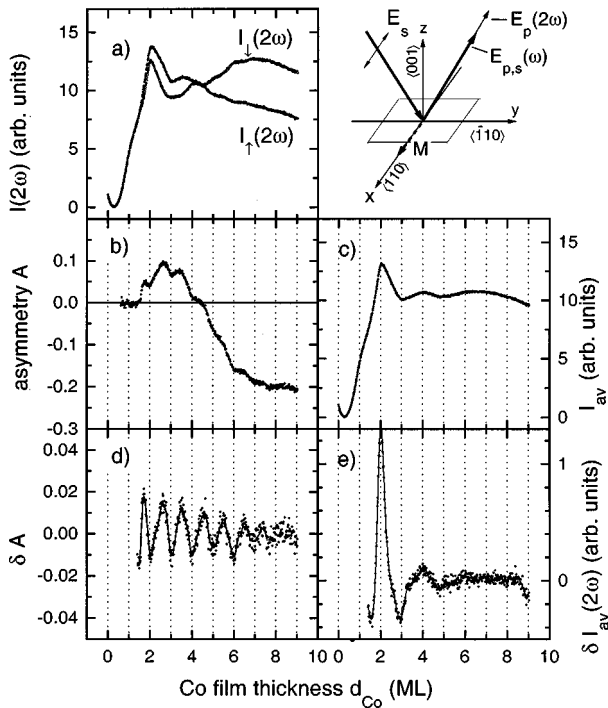 a)
I(2ω) (arb. units)
15
10
5
0
I↓(2ω)
I↑(2ω)
E_s
z
⟨001⟩
E_p(2ω)
E_p,s(ω)
y
⟨1̄10⟩
M
x
⟨110⟩
b)
asymmetry A
0.1
0.0
-0.1
-0.2
-0.3
c)
15
10
5
0
I_av (arb. units)
d)
δ A
0.04
0.02
0.00
-0.02
-0.04
e)
1
0
δ I_av(2ω) (arb. units)
0 2 4 6 8 0 2 4 6 8 10
Co film thickness d_Co (ML)